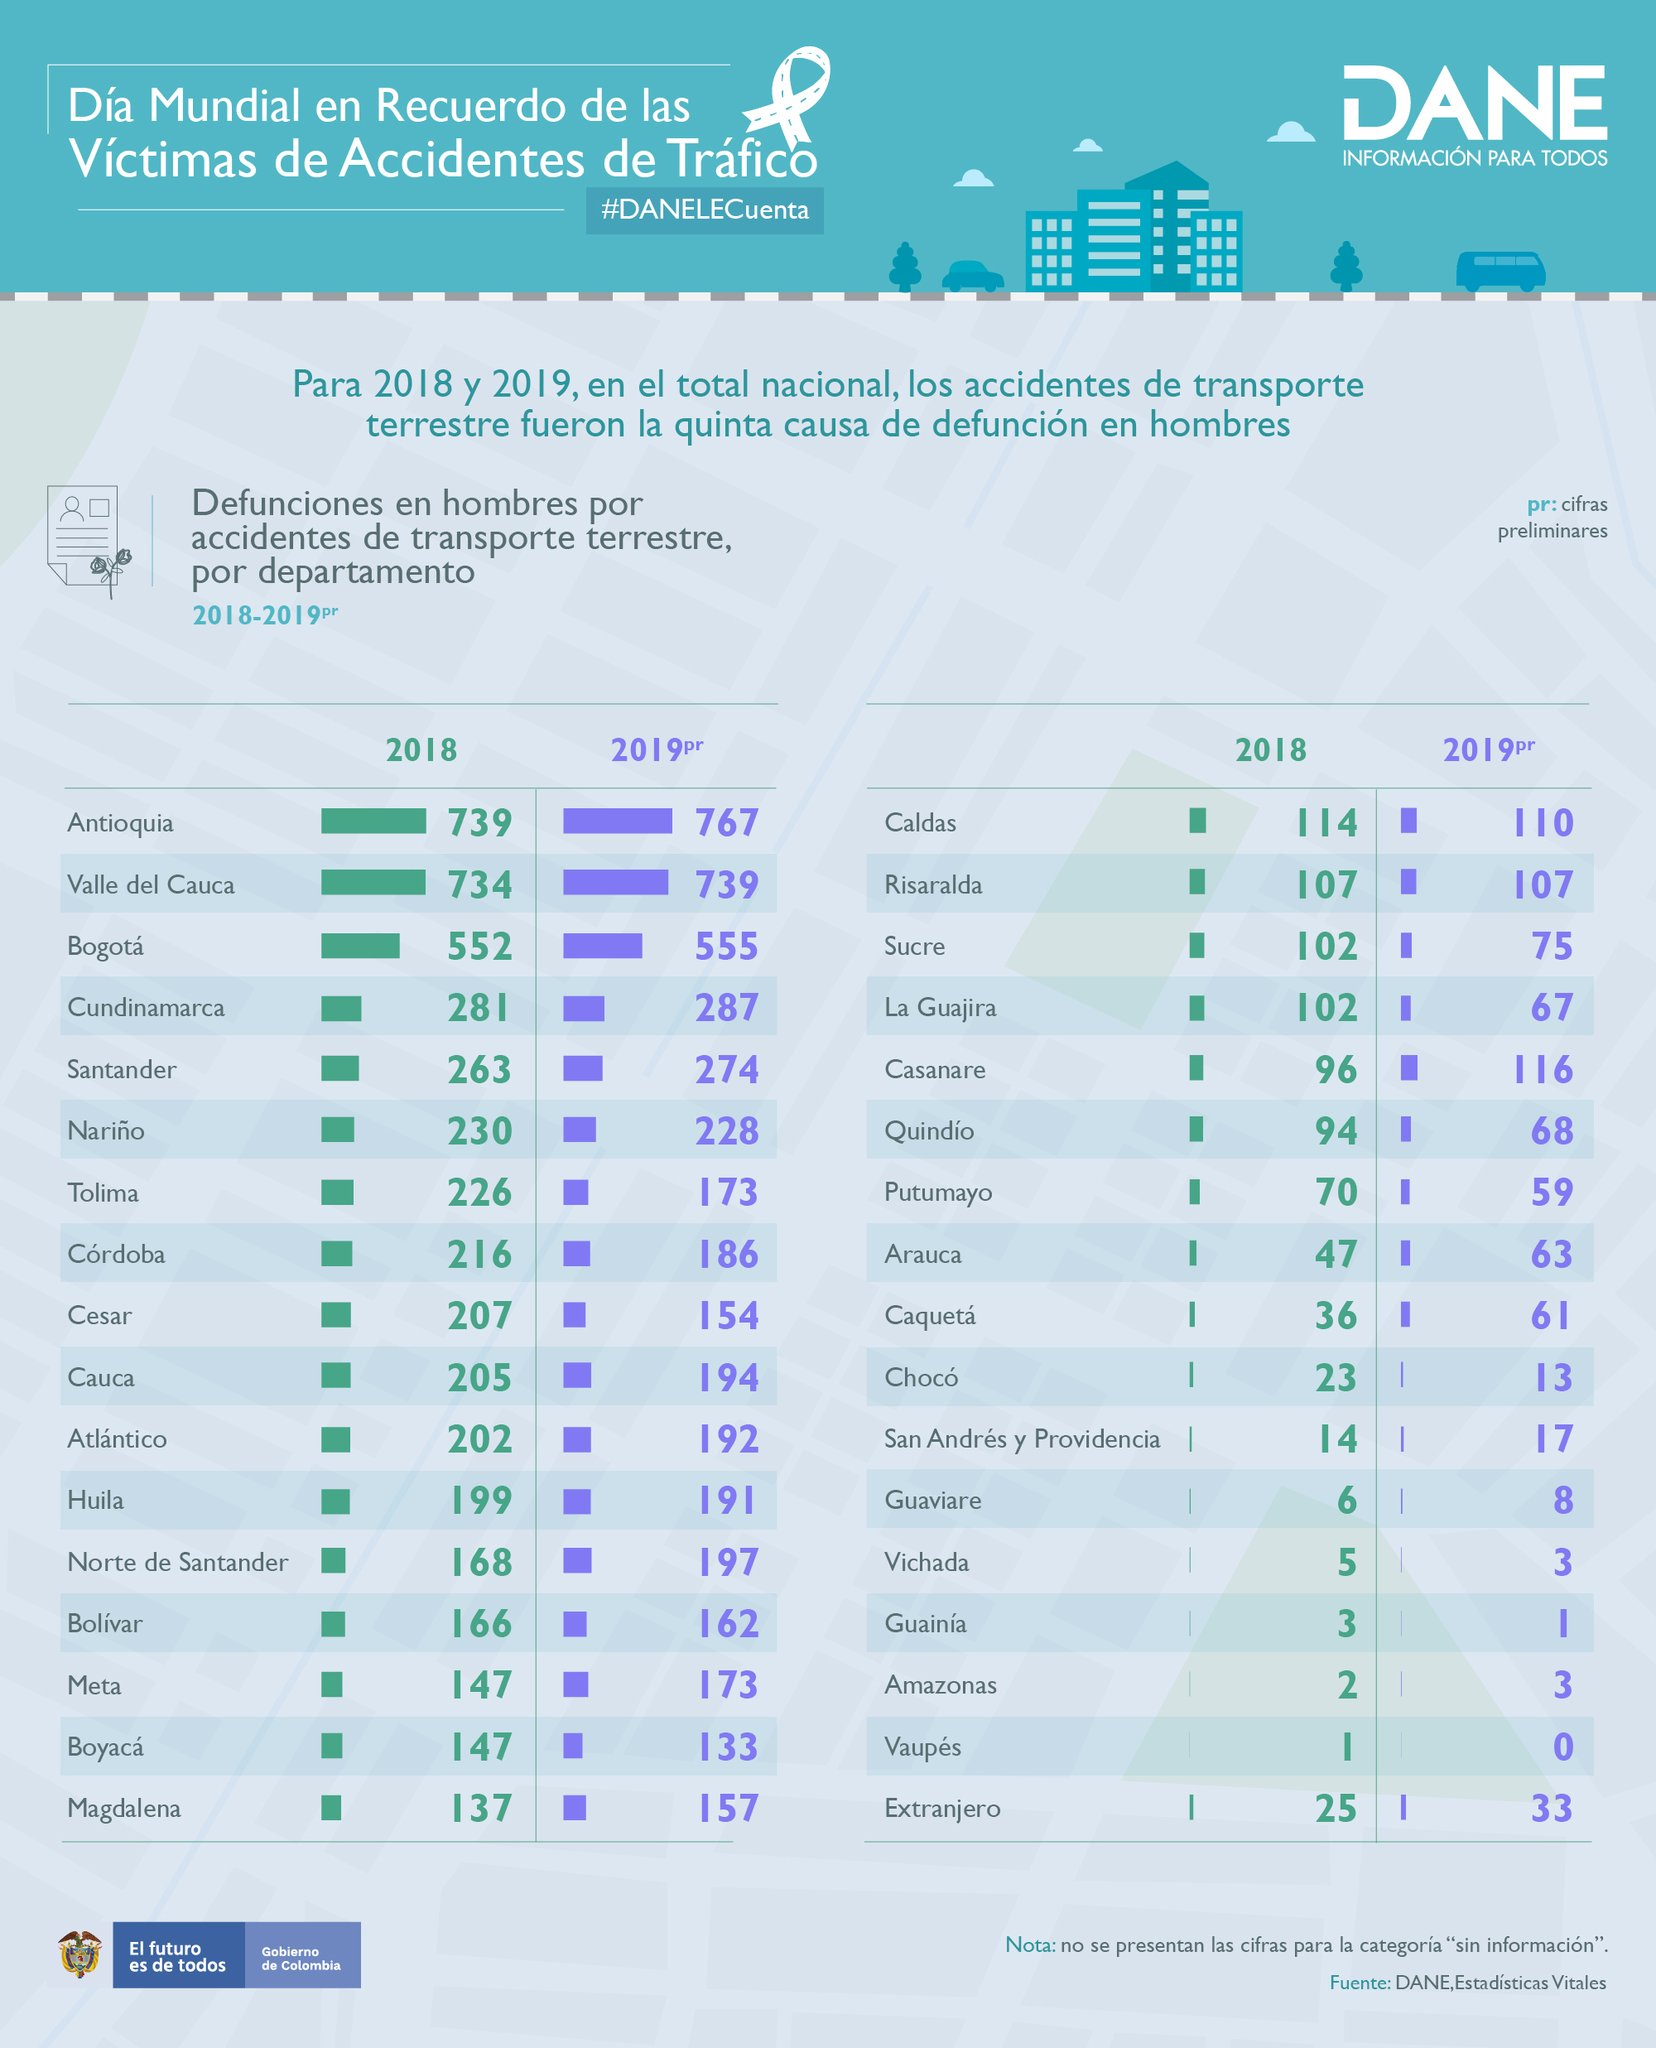 Día Mundial en Recuerdo de las
Víctimas de Accidentes de Tráfico
#DANELECuenta
DANE
INFORMACIÓN PARA TODOS
Para 2018 y 2019, en el total nacional, los accidentes de transporte
terrestre fueron la quinta causa de defunción en hombres
Defunciones en hombres por
accidentes de transporte terrestre,
por departamento
2018-2019pr
pr: cifras
preliminares
2018 2019pr
Antioquia 739 767
Valle del Cauca 734 739
Bogotá 552 555
Cundinamarca 281 287
Santander 263 274
Nariño 230 228
Tolima 226 173
Córdoba 216 186
Cesar 207 154
Cauca 205 194
Atlántico 202 192
Huila 199 191
Norte de Santander 168 197
Bolívar 166 162
Meta 147 173
Boyacá 147 133
Magdalena 137 157
2018 2019pr
Caldas 114 110
Risaralda 107 107
Sucre 102 75
La Guajira 102 67
Casanare 96 116
Quindío 94 68
Putumayo 70 59
Arauca 47 63
Caquetá 36 61
Chocó 23 13
San Andrés y Providencia 14 17
Guaviare 6 8
Vichada 5 3
Guainía 3 1
Amazonas 2 3
Vaupés 1 0
Extranjero 25 33
El futuro
es de todos
Gobierno
de Colombia
Nota: no se presentan las cifras para la categoría “sin información”.
Fuente: DANE,Estadísticas Vitales